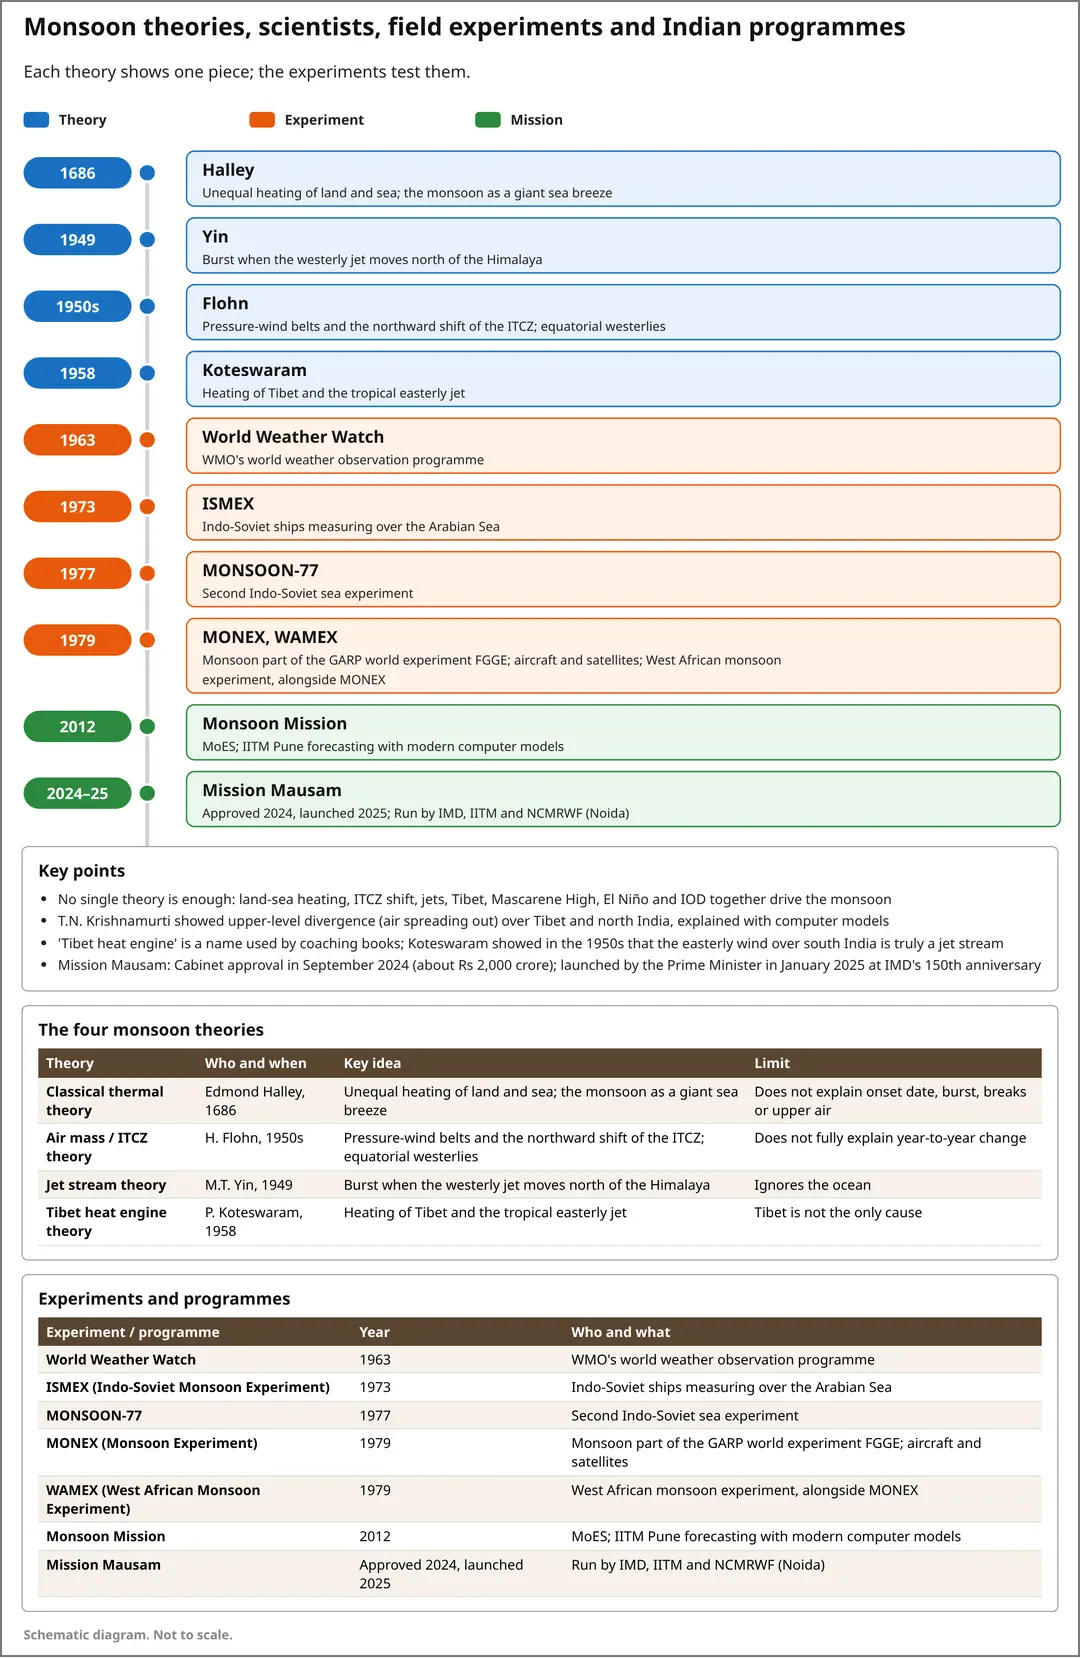 Monsoon theories, scientists, field experiments and Indian programmes
Each theory shows one piece; the experiments test them.
Theory
Experiment
Mission
1686
Halley
Unequal heating of land and sea; the monsoon as a giant sea breeze
1949
Yin
Burst when the westerly jet moves north of the Himalaya
1950s
Flohn
Pressure-wind belts and the northward shift of the ITCZ; equatorial westerlies
1958
Koteswaram
Heating of Tibet and the tropical easterly jet
1963
World Weather Watch
WMO's world weather observation programme
1973
ISMEX
Indo-Soviet ships measuring over the Arabian Sea
1977
MONSOON-77
Second Indo-Soviet sea experiment
1979
MONEX, WAMEX
Monsoon part of the GARP world experiment FGGE; aircraft and satellites; West African monsoon
experiment, alongside MONEX
2012
Monsoon Mission
MoES; IITM Pune forecasting with modern computer models
2024–25
Mission Mausam
Approved 2024, launched 2025; Run by IMD, IITM and NCMRWF (Noida)
Key points
• No single theory is enough: land-sea heating, ITCZ shift, jets, Tibet, Mascarene High, El Niño and IOD together drive the monsoon
• T.N. Krishnamurti showed upper-level divergence (air spreading out) over Tibet and north India, explained with computer models
• 'Tibet heat engine' is a name used by coaching books; Koteswaram showed in the 1950s that the easterly wind over south India is truly a jet stream
• Mission Mausam: Cabinet approval in September 2024 (about Rs 2,000 crore); launched by the Prime Minister in January 2025 at IMD's 150th anniversary
The four monsoon theories
Theory Who and when Key idea Limit
Classical thermal Edmond Halley, Unequal heating of land and sea; the monsoon as a giant sea Does not explain onset date, burst, breaks
theory 1686 breeze or upper air
Air mass / ITCZ H. Flohn, 1950s Pressure-wind belts and the northward shift of the ITCZ; Does not fully explain year-to-year change
theory equatorial westerlies
Jet stream theory M.T. Yin, 1949 Burst when the westerly jet moves north of the Himalaya Ignores the ocean
Tibet heat engine P. Koteswaram, Heating of Tibet and the tropical easterly jet Tibet is not the only cause
theory 1958
Experiments and programmes
Experiment / programme Year Who and what
World Weather Watch 1963 WMO's world weather observation programme
ISMEX (Indo-Soviet Monsoon Experiment) 1973 Indo-Soviet ships measuring over the Arabian Sea
MONSOON-77 1977 Second Indo-Soviet sea experiment
MONEX (Monsoon Experiment) 1979 Monsoon part of the GARP world experiment FGGE; aircraft and
satellites
WAMEX (West African Monsoon 1979 West African monsoon experiment, alongside MONEX
Experiment)
Monsoon Mission 2012 MoES; IITM Pune forecasting with modern computer models
Mission Mausam Approved 2024, launched Run by IMD, IITM and NCMRWF (Noida)
2025
Schematic diagram. Not to scale.